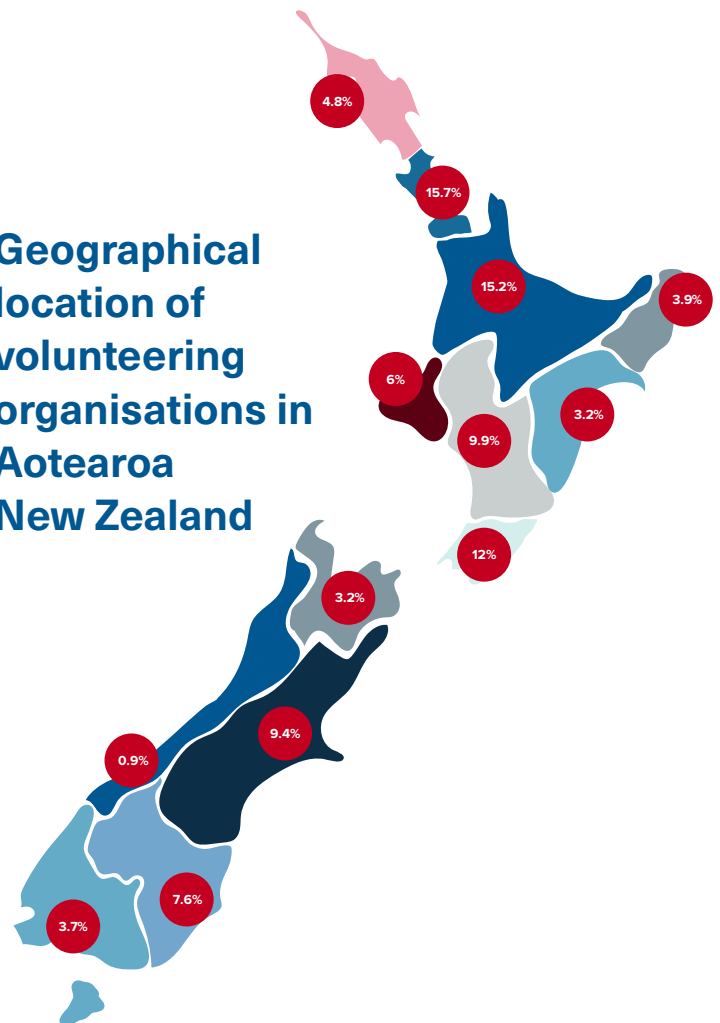 4.8%
15.7%
Geographical
location of
volunteering
organisations in
Aotearoa
New Zealand
15.2%
3.9%
6%
3.2%
9.9%
12%
3.2%
9.4%
0.9%
7.6%
3.7%